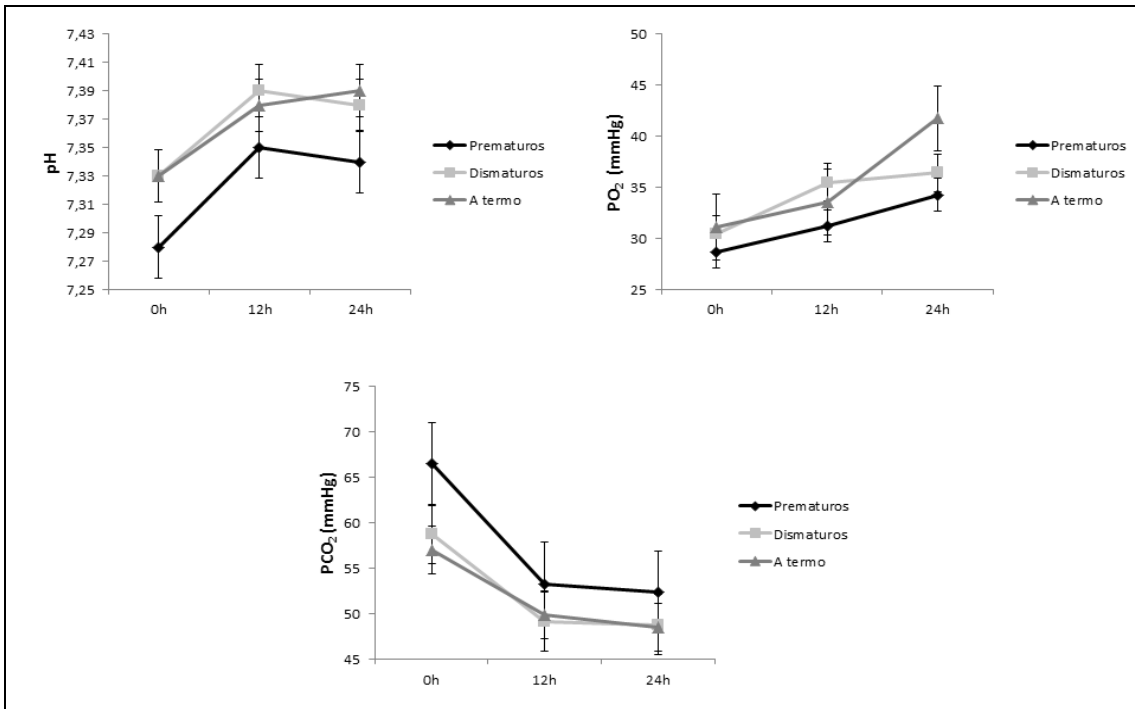 pH
7,43
7,41
7,39
7,37
7,35
7,33
7,31
7,29
7,27
7,25
0h 12h 24h
Prematuros
Dismaturos
A termo
PO₂ (mmHg)
50
45
40
35
30
25
0h 12h 24h
Prematuros
Dismaturos
A termo
PCO₂ (mmHg)
75
70
65
60
55
50
45
0h 12h 24h
Prematuros
Dismaturos
A termo